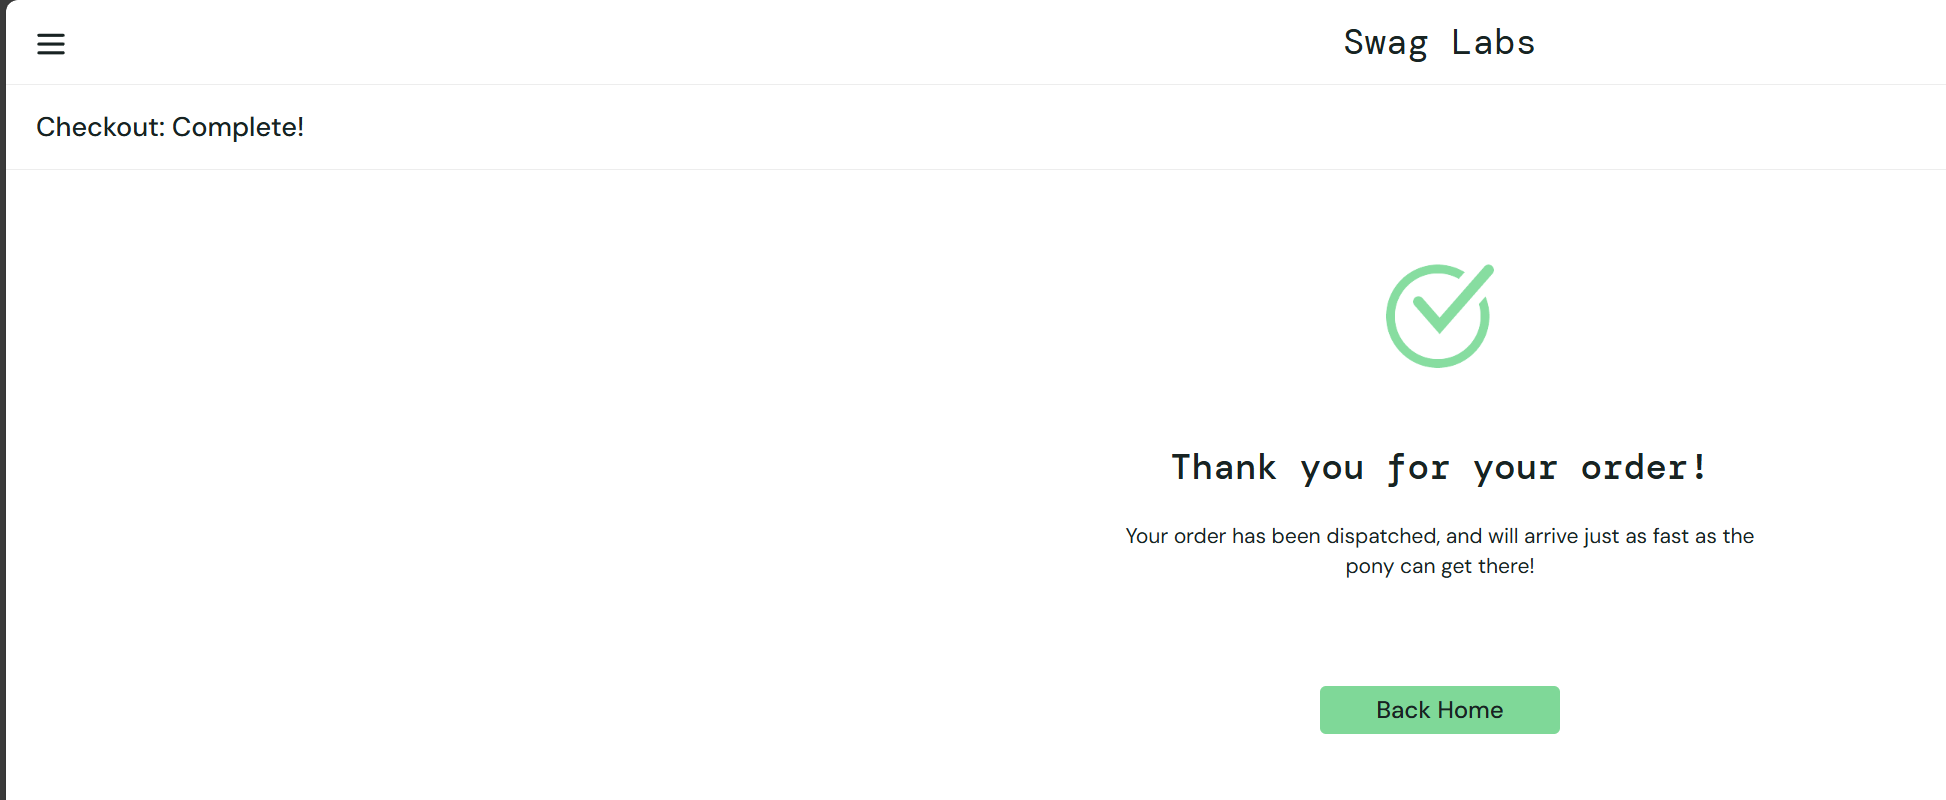 Swag Labs
Checkout: Complete!
Thank you for your order!
Your order has been dispatched, and will arrive just as fast as the
pony can get there!
Back Home